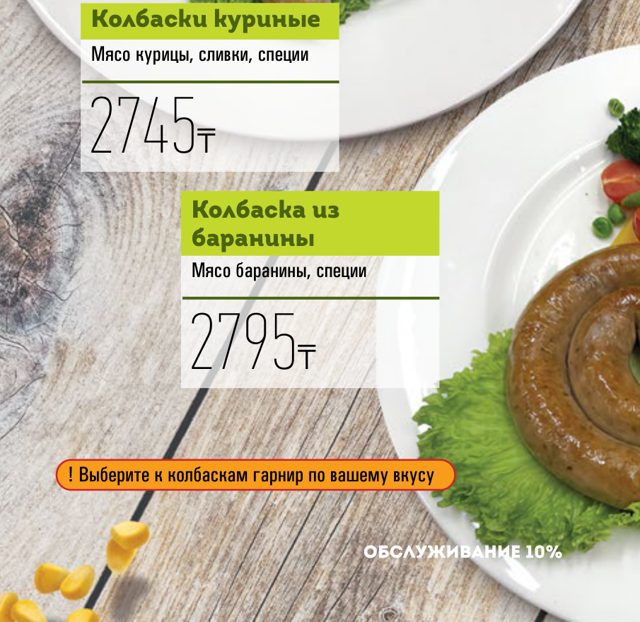 Колбаски куриные
Мясо курицы, сливки, специи
2745₸
Колбаска из
баранины
Мясо баранины, специи
2795₸
! Выберите к колбаскам гарнир по вашему вкусу
ОБСЛУЖИВАНИЕ 10%